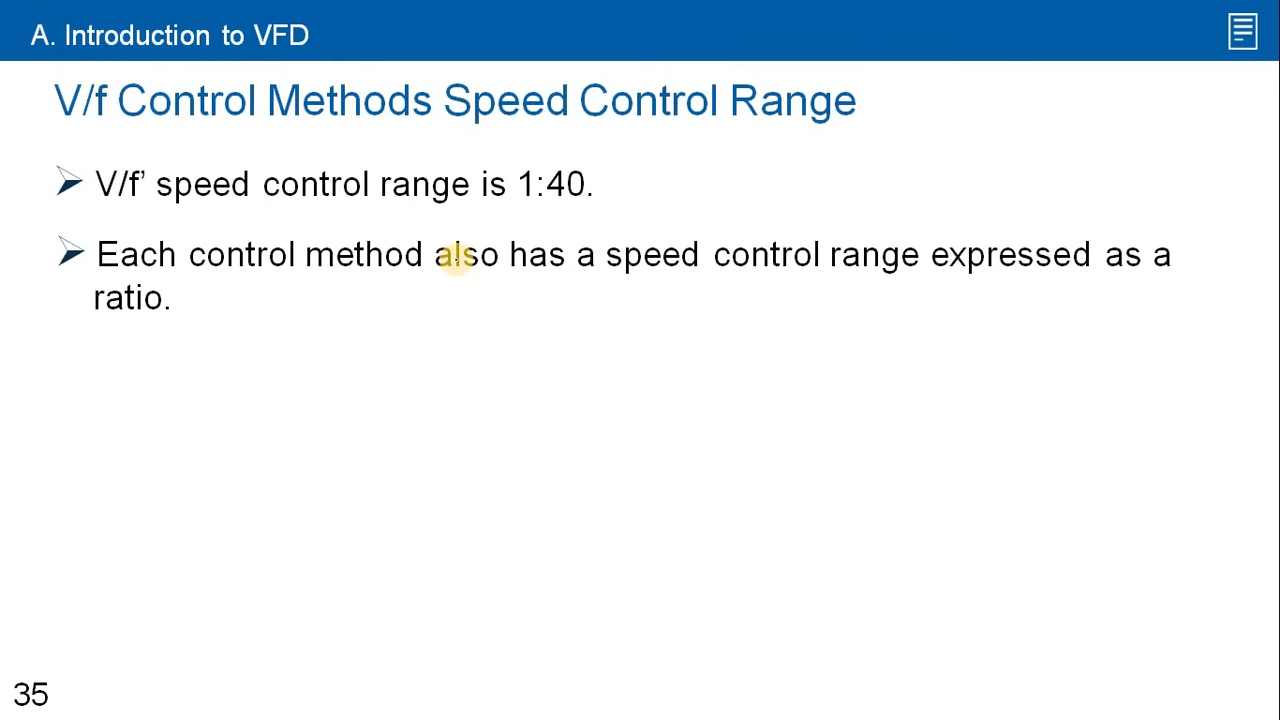 A. Introduction to VFD
V/f Control Methods Speed Control Range
V/f’ speed control range is 1:40.
Each control method also has a speed control range expressed as a
ratio.
35